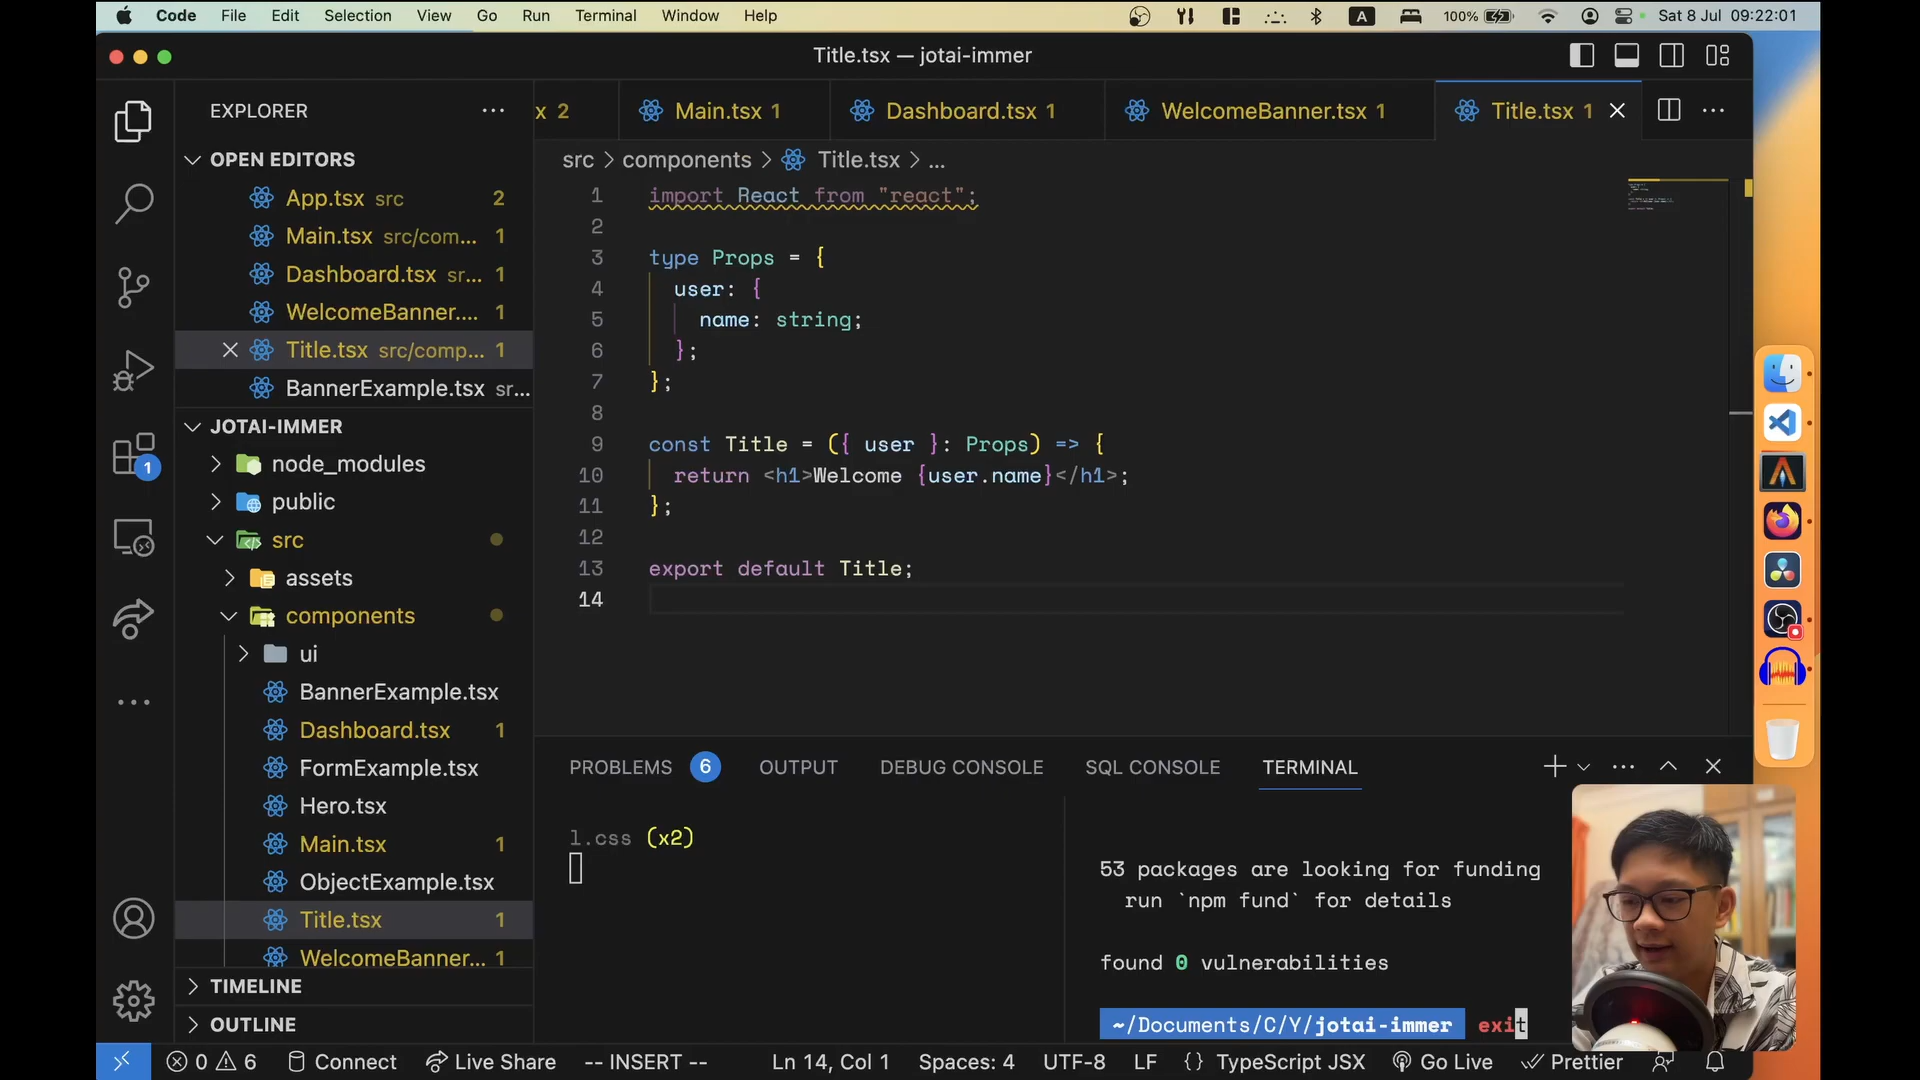 Code File Edit Selection View Go Run Terminal Window Help A 100% Sat 8 Jul 09:22:01
Title.tsx — jotai-immer
EXPLORER
x 2 Main.tsx 1 Dashboard.tsx 1 WelcomeBanner.tsx 1 Title.tsx 1
OPEN EDITORS
App.tsx src 2
Main.tsx src/com... 1
Dashboard.tsx sr... 1
WelcomeBanner.... 1
Title.tsx src/comp... 1
BannerExample.tsx sr...
JOTAI-IMMER
node_modules
public
src
assets
components
ui
BannerExample.tsx
Dashboard.tsx 1
FormExample.tsx
Hero.tsx
Main.tsx 1
ObjectExample.tsx
Title.tsx 1
WelcomeBanner... 1
TIMELINE
OUTLINE
1
src > components > Title.tsx > ...
1 import React from "react";
2
3 type Props = {
4 user: {
5 name: string;
6 };
7 };
8
9 const Title = ({ user }: Props) => {
10 return <h1>Welcome {user.name}</h1>;
11 };
12
13 export default Title;
14
PROBLEMS 6 OUTPUT DEBUG CONSOLE SQL CONSOLE TERMINAL
l.css (x2)
53 packages are looking for funding
run `npm fund` for details
found 0 vulnerabilities
~/Documents/C/Y/jotai-immer exit
0 6 Connect Live Share -- INSERT -- Ln 14, Col 1 Spaces: 4 UTF-8 LF {} TypeScript JSX Go Live Prettier